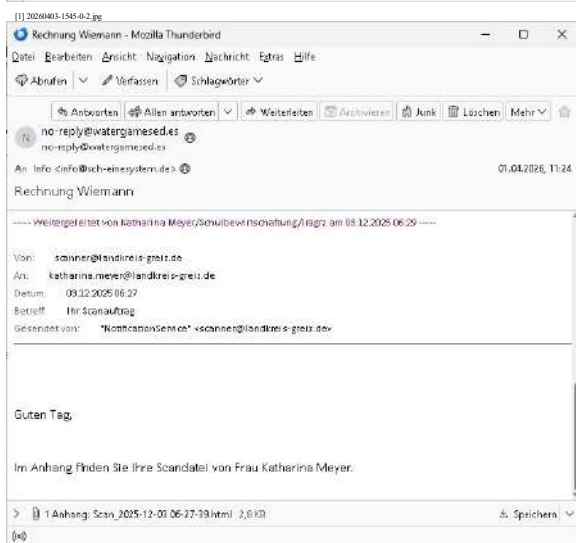 [1] 20260403-1545-0-2.jpg
Rechnung Wiemann - Mozilla Thunderbird
Datei Bearbeiten Ansicht Navigation Nachricht Extras Hilfe
Abrufen Verfassen Schlagwörter
Antworten Allen antworten Weiterleiten Archivieren Junk Löschen Mehr
N no-reply@watergamesed.es
no-reply@watergamesed.es
An Info <info@sch-einesystem.de> 01.04.2026, 11:24
Rechnung Wiemann
----- Weitergeleitet von Katharina Meyer/Schulbewirtschaftung/lragrz am 03.12.2025 06:29 -----
Von: scanner@landkreis-greiz.de
An: katharina.meyer@landkreis-greiz.de
Datum: 03.12.2025 06:27
Betreff: Ihr Scanauftrag
Gesendet von: "NotificationService" <scanner@landkreis-greiz.de>
Guten Tag,
Im Anhang finden Sie Ihre Scandatei von Frau Katharina Meyer.
1 Anhang: Scan_2025-12-03 06-27-39.html 2,8 KB Speichern